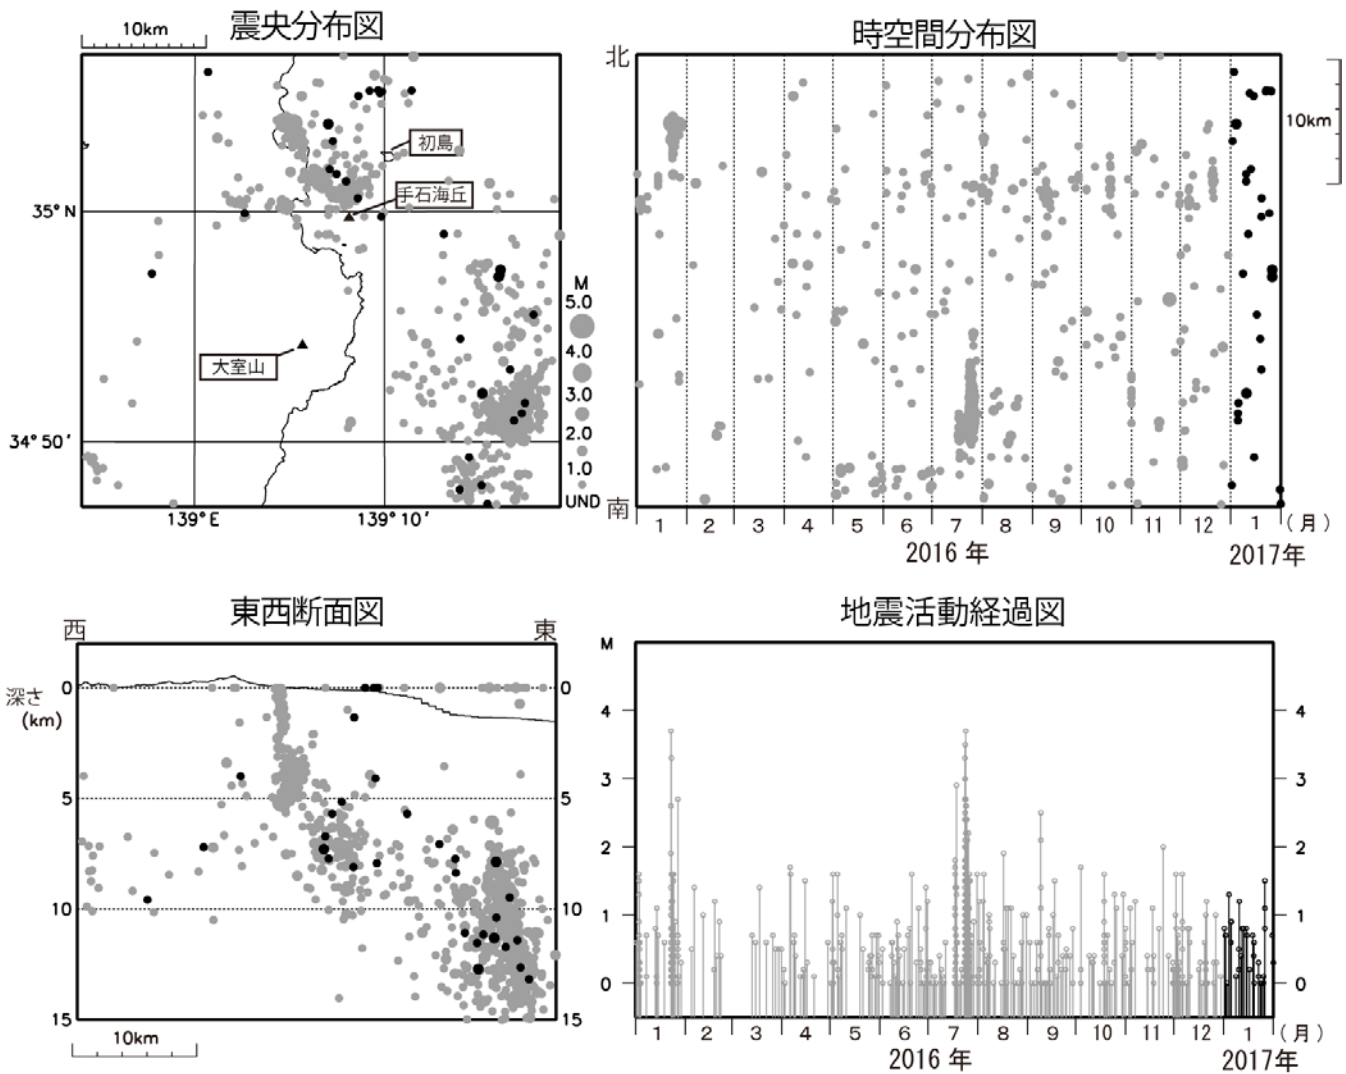 震央分布図
10km
初島
手石海丘
35°N
大室山
34°50′
139°E
139°10′
M
5.0
4.0
3.0
2.0
1.0
UND
時空間分布図
北
南
10km
1 2 3 4 5 6 7 8 9 10 11 12 1 (月)
2016 年
2017年
東西断面図
西
東
深さ
(km)
0
5
10
15
0
5
10
15
10km
地震活動経過図
M
4
3
2
1
0
4
3
2
1
0
1 2 3 4 5 6 7 8 9 10 11 12 1 (月)
2016 年
2017年